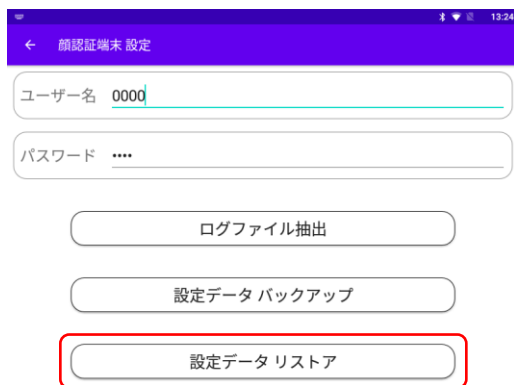 13:24
← 顔認証端末 設定
ユーザー名 0000
パスワード ••••
ログファイル抽出
設定データ バックアップ
設定データ リストア